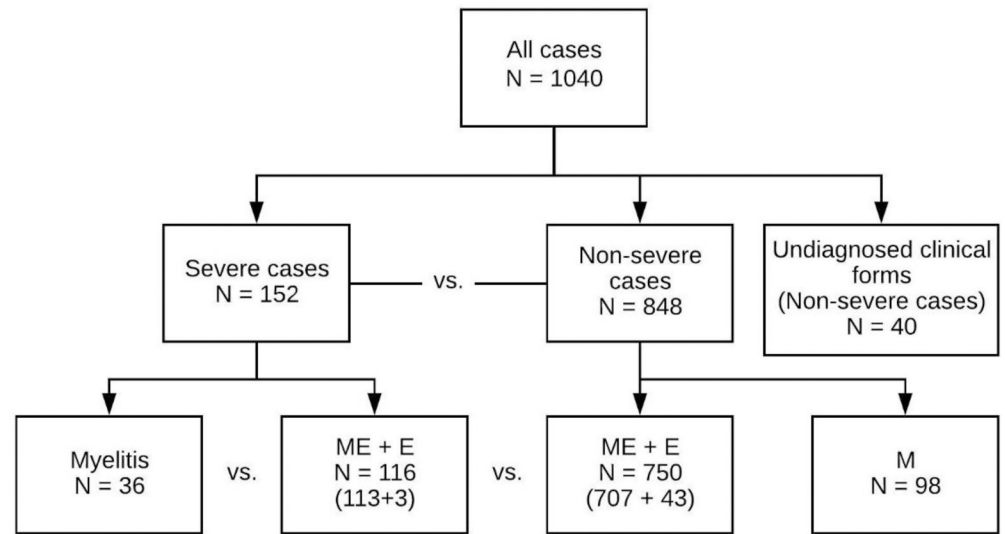 All cases
N = 1040
Severe cases
N = 152
vs.
Non-severe
cases
N = 848
Undiagnosed clinical
forms
(Non-severe cases)
N = 40
Myelitis
N = 36
vs.
ME + E
N = 116
(113+3)
vs.
ME + E
N = 750
(707 + 43)
M
N = 98